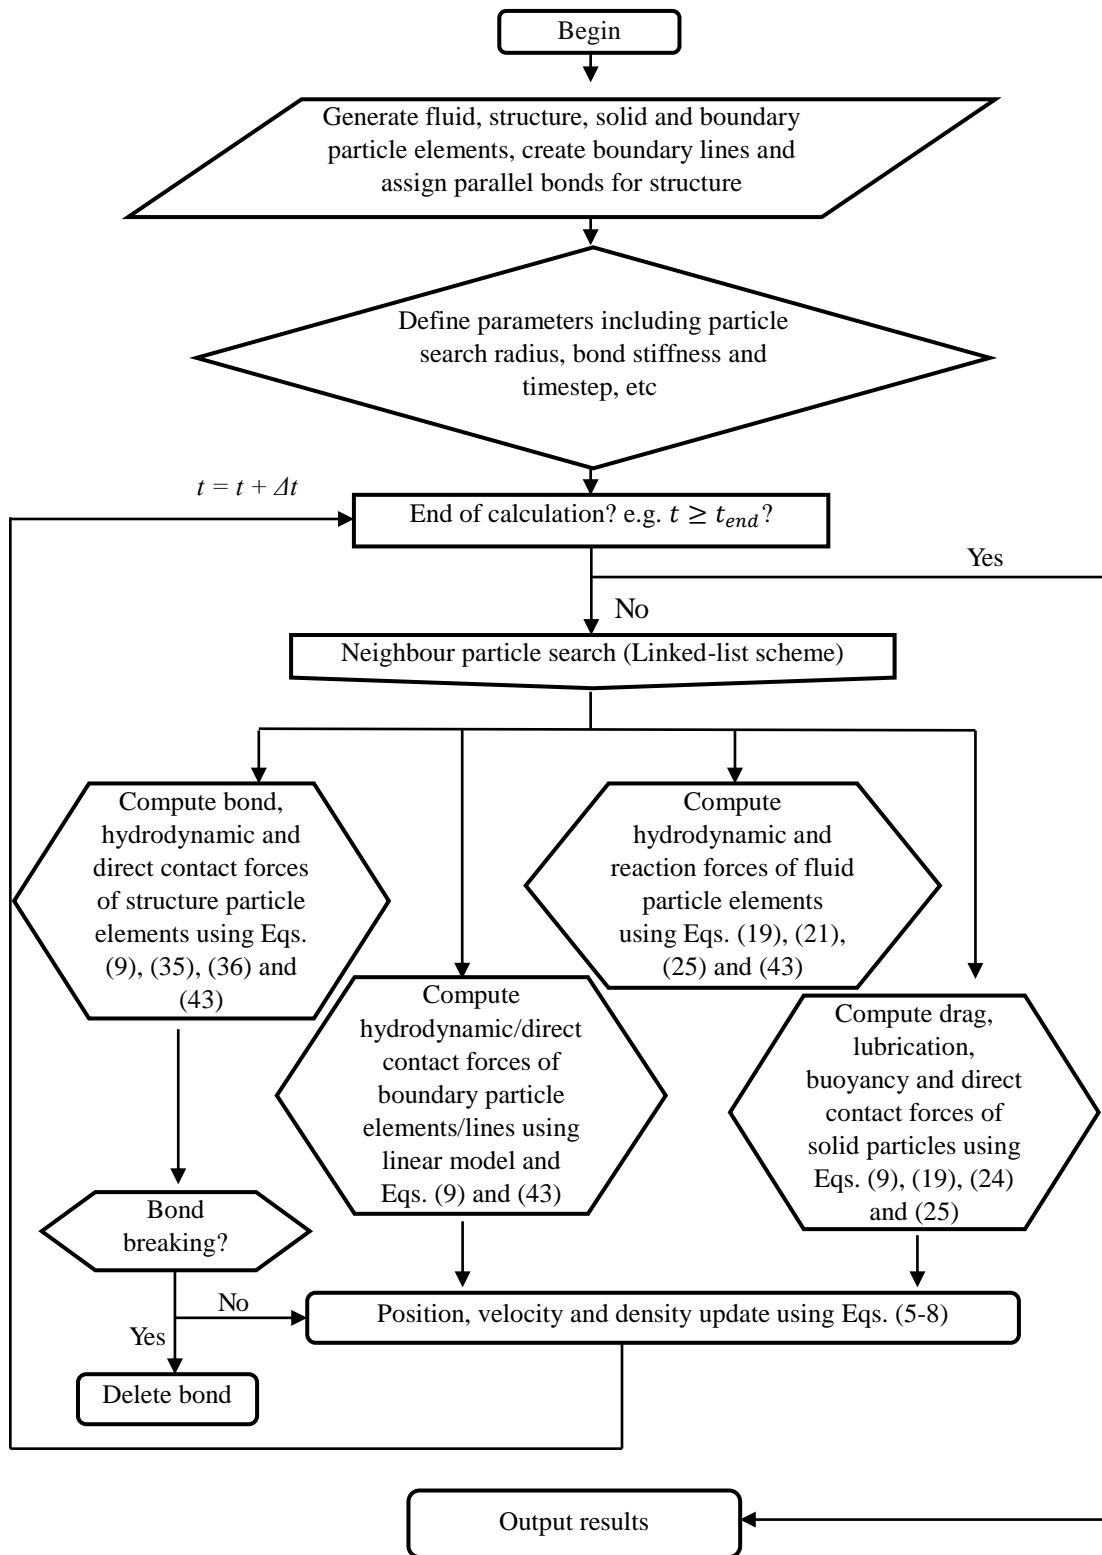 Begin
Generate fluid, structure, solid and boundary
particle elements, create boundary lines and
assign parallel bonds for structure
Define parameters including particle
search radius, bond stiffness and
timestep, etc
t = t + Δt
End of calculation? e.g. t ≥ t_end?
Yes
No
Neighbour particle search (Linked-list scheme)
Compute bond,
hydrodynamic and
direct contact forces
of structure particle
elements using Eqs.
(9), (35), (36) and
(43)
Compute
hydrodynamic/direct
contact forces of
boundary particle
elements/lines using
linear model and
Eqs. (9) and (43)
Compute
hydrodynamic and
reaction forces of fluid
particle elements
using Eqs. (19), (21),
(25) and (43)
Compute drag,
lubrication,
buoyancy and direct
contact forces of
solid particles using
Eqs. (9), (19), (24)
and (25)
Bond
breaking?
No
Yes
Position, velocity and density update using Eqs. (5-8)
Delete bond
Output results